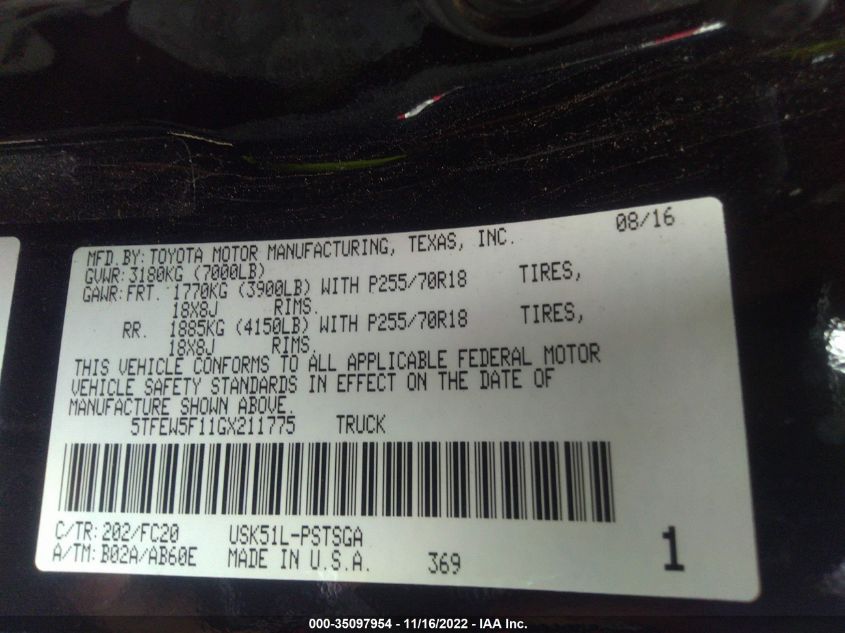 MFD.BY: TOYOTA MOTOR MANUFACTURING, TEXAS, INC. 08/16
GVWR: 3180KG (7000LB)
GAWR: FRT. 1770KG (3900LB) WITH P255/70R18 TIRES,
18X8J RIMS.
RR. 1885KG (4150LB) WITH P255/70R18 TIRES,
18X8J RIMS.
THIS VEHICLE CONFORMS TO ALL APPLICABLE FEDERAL MOTOR
VEHICLE SAFETY STANDARDS IN EFFECT ON THE DATE OF
MANUFACTURE SHOWN ABOVE.
5TFEW5F11GX211775 TRUCK
C/TR: 202/FC20 USK51L-PSTSGA
A/TM: B02A/AB60E MADE IN U.S.A. 369 1
000-35097954 - 11/16/2022 - IAA Inc.